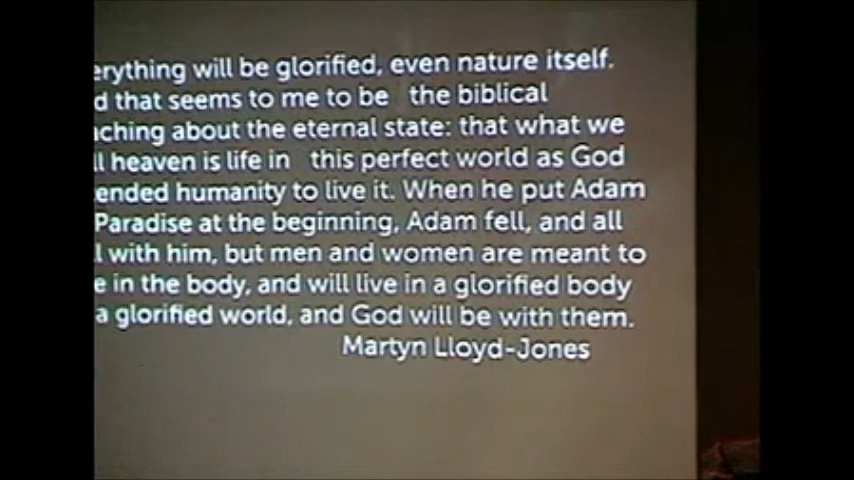 erything will be glorified, even nature itself.
d that seems to me to be the biblical
ching about the eternal state: that what we
ll heaven is life in this perfect world as God
ended humanity to live it. When he put Adam
Paradise at the beginning, Adam fell, and all
l with him, but men and women are meant to
e in the body, and will live in a glorified body
a glorified world, and God will be with them.
Martyn Lloyd-Jones